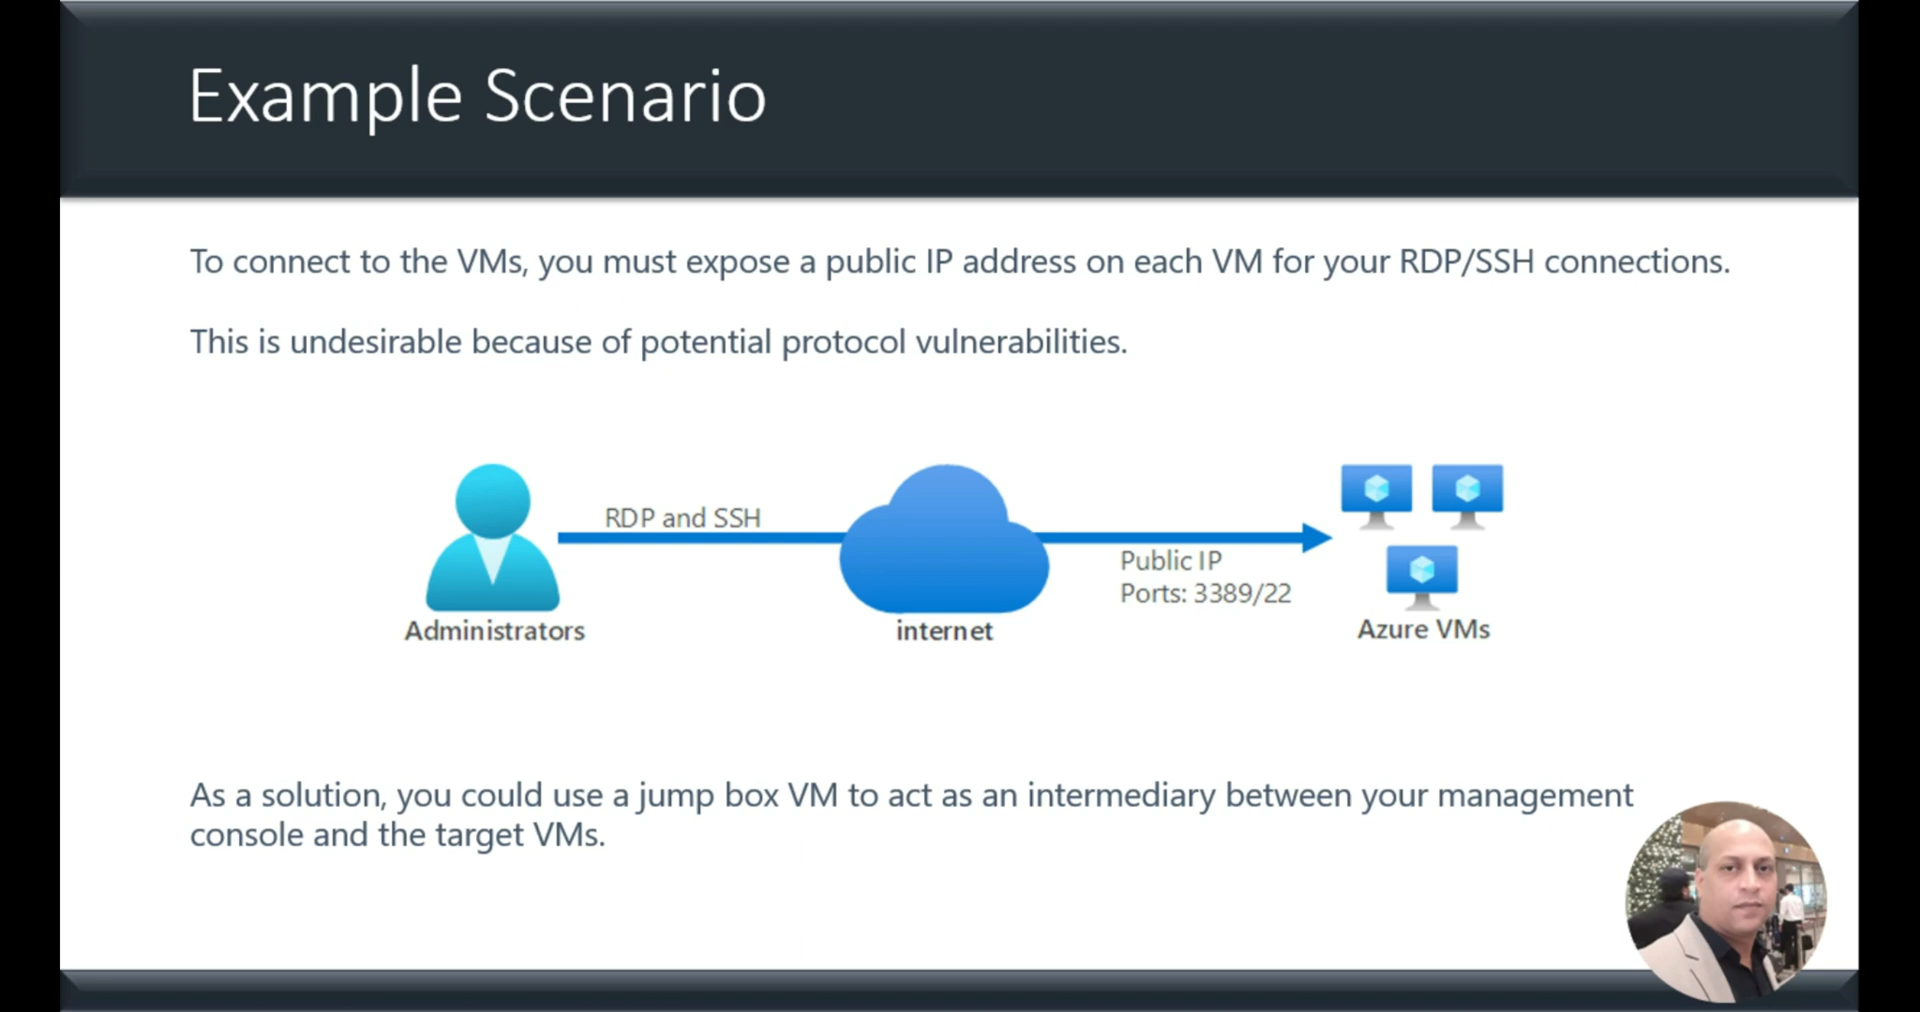 Example Scenario
To connect to the VMs, you must expose a public IP address on each VM for your RDP/SSH connections.
This is undesirable because of potential protocol vulnerabilities.
RDP and SSH
Public IP
Ports: 3389/22
Administrators
internet
Azure VMs
As a solution, you could use a jump box VM to act as an intermediary between your management
console and the target VMs.